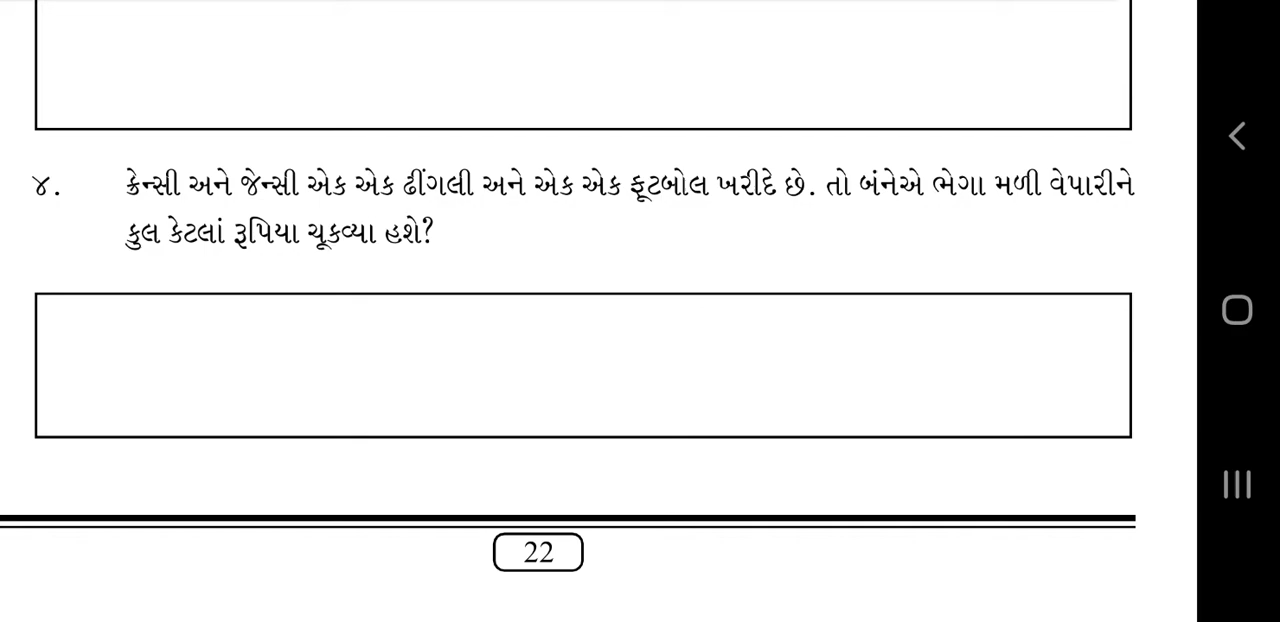 ૪. ક્રેન્સી અને જેન્સી એક એક ઢીંગલી અને એક એક ફૂટબોલ ખરીદે છે. તો બંનેએ ભેગા મળી વેપારીને
કુલ કેટલાં રૂપિયા ચૂકવ્યા હશે?
22